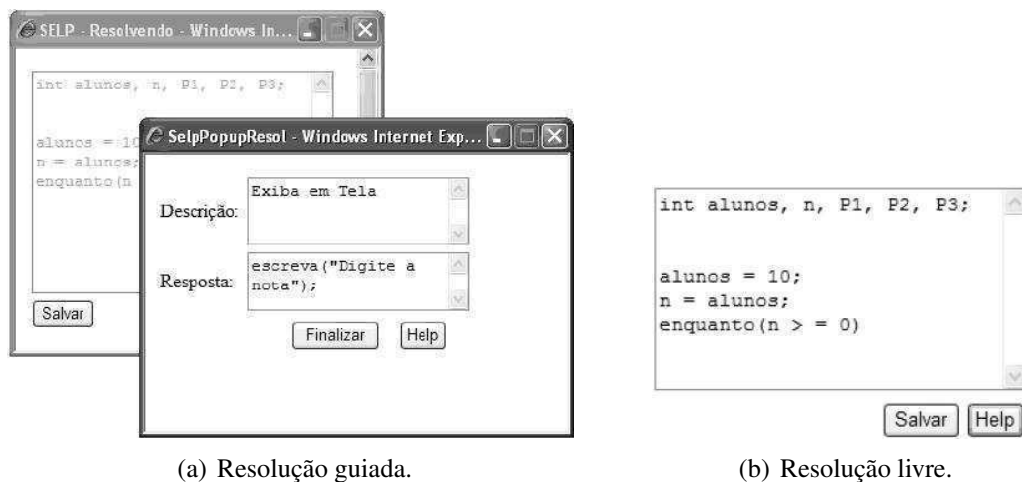 SELP - Resolvendo - Windows In...
int alunos, n, P1, P2, P3;
alunos = 10
n = alunos;
enquanto(n
Salvar
SelpPopupResol - Windows Internet Exp...
Descrição:
Exiba em Tela
Resposta:
escreva("Digite a
nota");
Finalizar Help
(a) Resolução guiada.
int alunos, n, P1, P2, P3;
alunos = 10;
n = alunos;
enquanto(n > = 0)
Salvar Help
(b) Resolução livre.